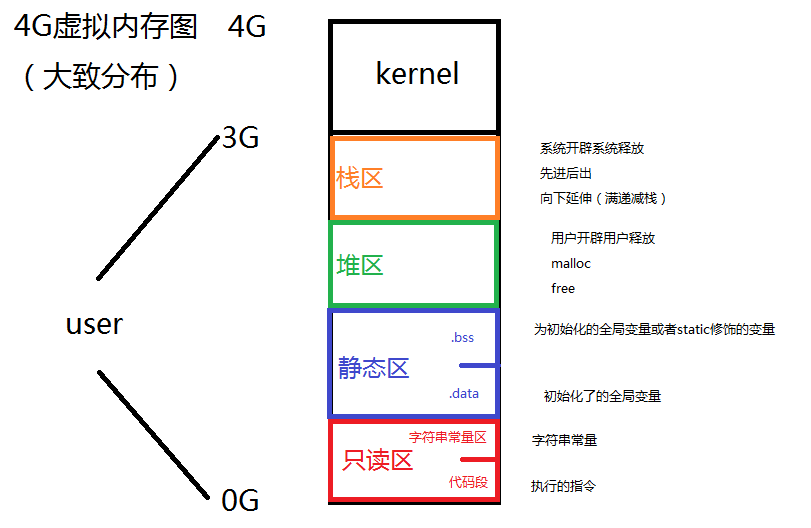 4G虚拟内存图 4G
（大致分布）
kernel
3G
栈区
系统开辟系统释放
先进后出
向下延伸（满递减栈）
堆区
用户开辟用户释放
malloc
free
user
静态区
.bss
为初始化的全局变量或者static修饰的变量
.data
初始化了的全局变量
只读区
字符串常量区
字符串常量
代码段
执行的指令
0G